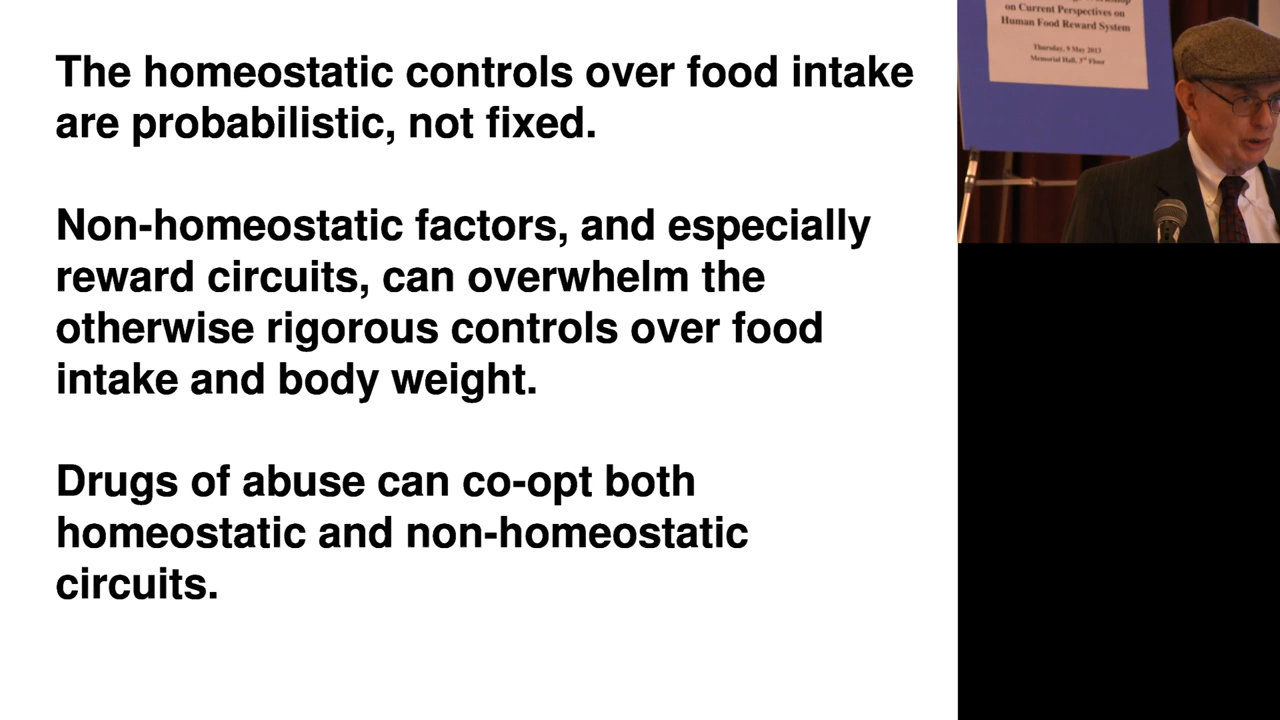 The homeostatic controls over food intake
are probabilistic, not fixed.
Non-homeostatic factors, and especially
reward circuits, can overwhelm the
otherwise rigorous controls over food
intake and body weight.
Drugs of abuse can co-opt both
homeostatic and non-homeostatic
circuits.
on Current Perspectives on
Human Food Reward System
Thursday, 9 May 2013
Memorial Hall, 3rd Floor